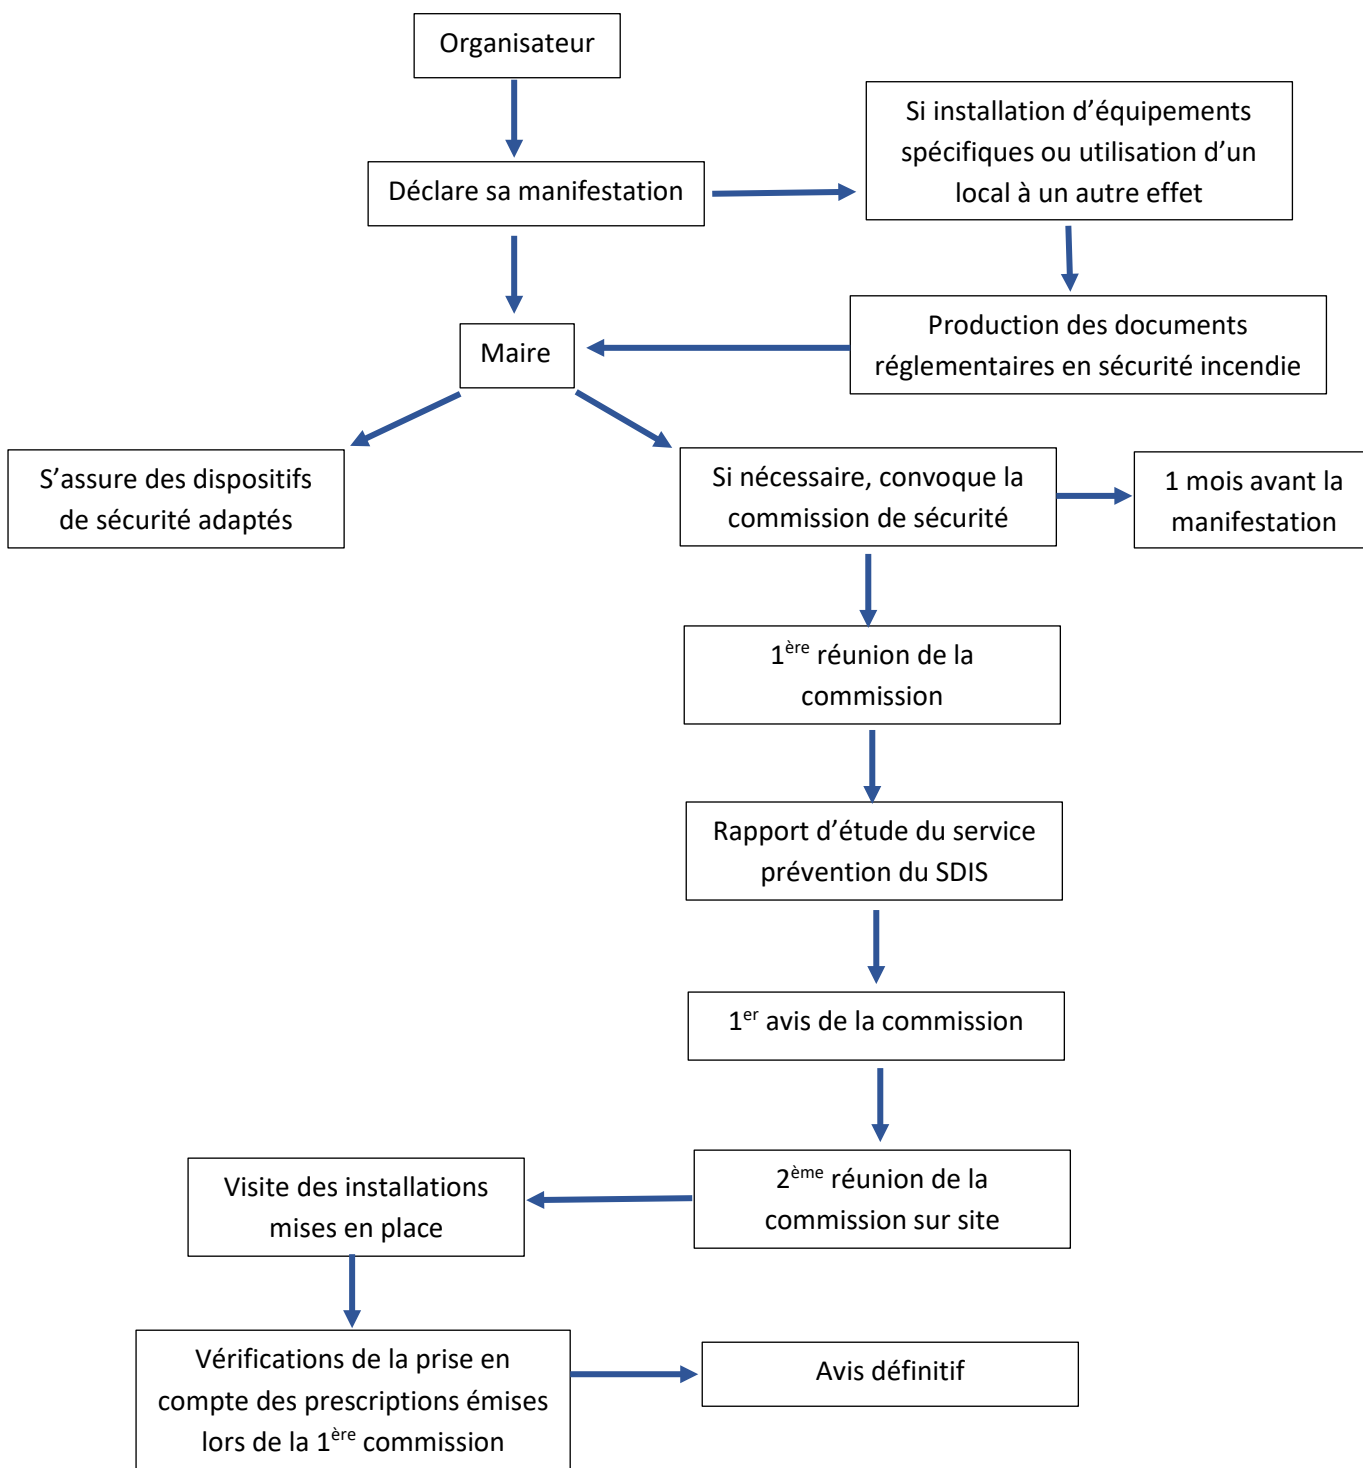 Organisateur
Si installation d’équipements
spécifiques ou utilisation d’un
local à un autre effet
Déclare sa manifestation
Production des documents
réglementaires en sécurité incendie
Maire
S’assure des dispositifs
de sécurité adaptés
Si nécessaire, convoque la
commission de sécurité
1 mois avant la
manifestation
1ère réunion de la
commission
Rapport d’étude du service
prévention du SDIS
1er avis de la commission
2ème réunion de la
commission sur site
Visite des installations
mises en place
Vérifications de la prise en
compte des prescriptions émises
lors de la 1ère commission
Avis définitif